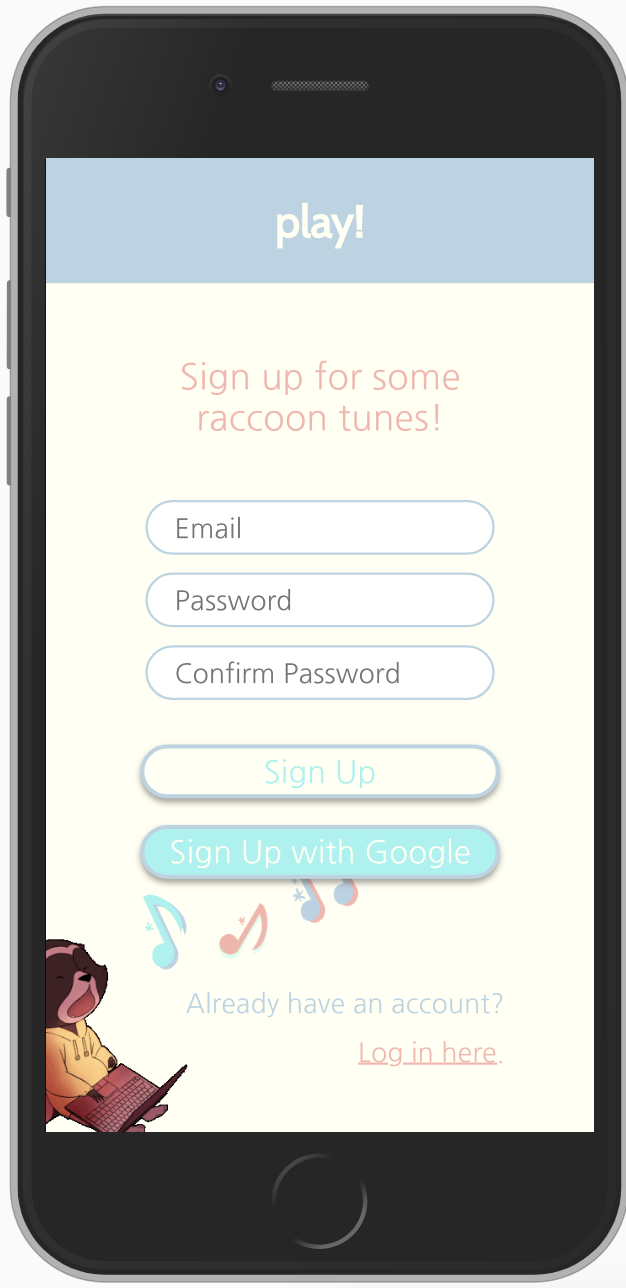 play!
Sign up for some
raccoon tunes!
Email
Password
Confirm Password
Sign Up
Sign Up with Google
Already have an account?
Log in here.